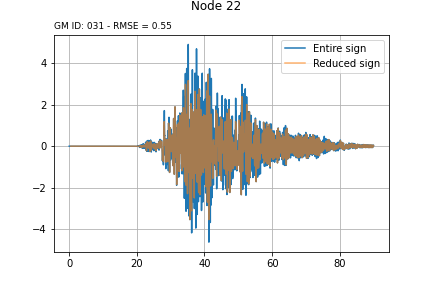 Node 22
GM ID: 031 - RMSE = 0.55
Entire sign
Reduced sign
4
2
0
−2
−4
0 20 40 60 80